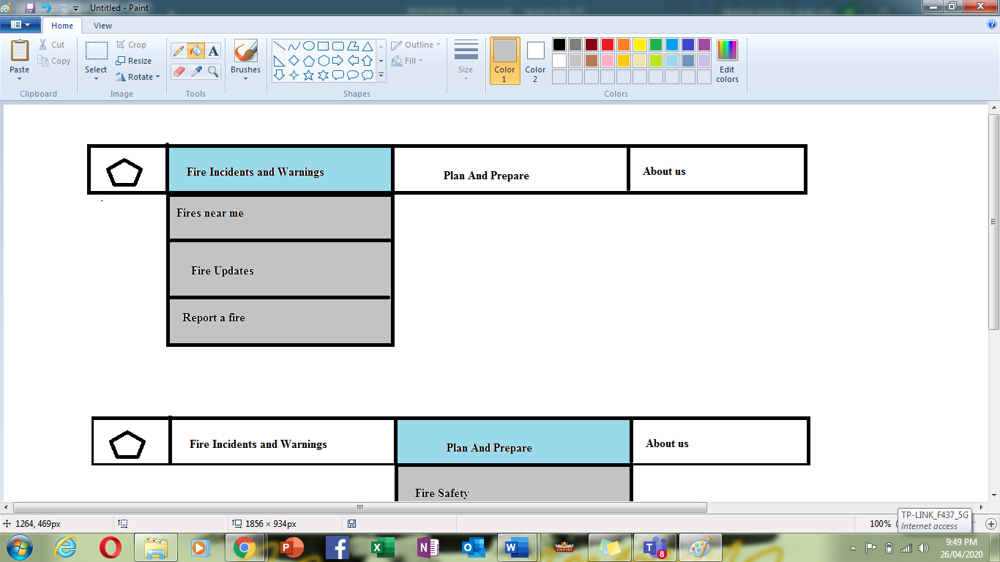 Untitled - Paint
Home
View
Paste
Cut
Copy
Clipboard
Select
Crop
Resize
Rotate
Image
A
Tools
Brushes
Outline
Fill
Shapes
Size
Color
1
Color
2
Edit
colors
Colors
Fire Incidents and Warnings
Plan And Prepare
About us
Fires near me
Fire Updates
Report a fire
Fire Incidents and Warnings
Plan And Prepare
About us
Fire Safety
1264, 469px
1856 × 934px
100%
TP-LINK_F437_5G
Internet access
EMPIRE
8
9:49 PM
26/04/2020